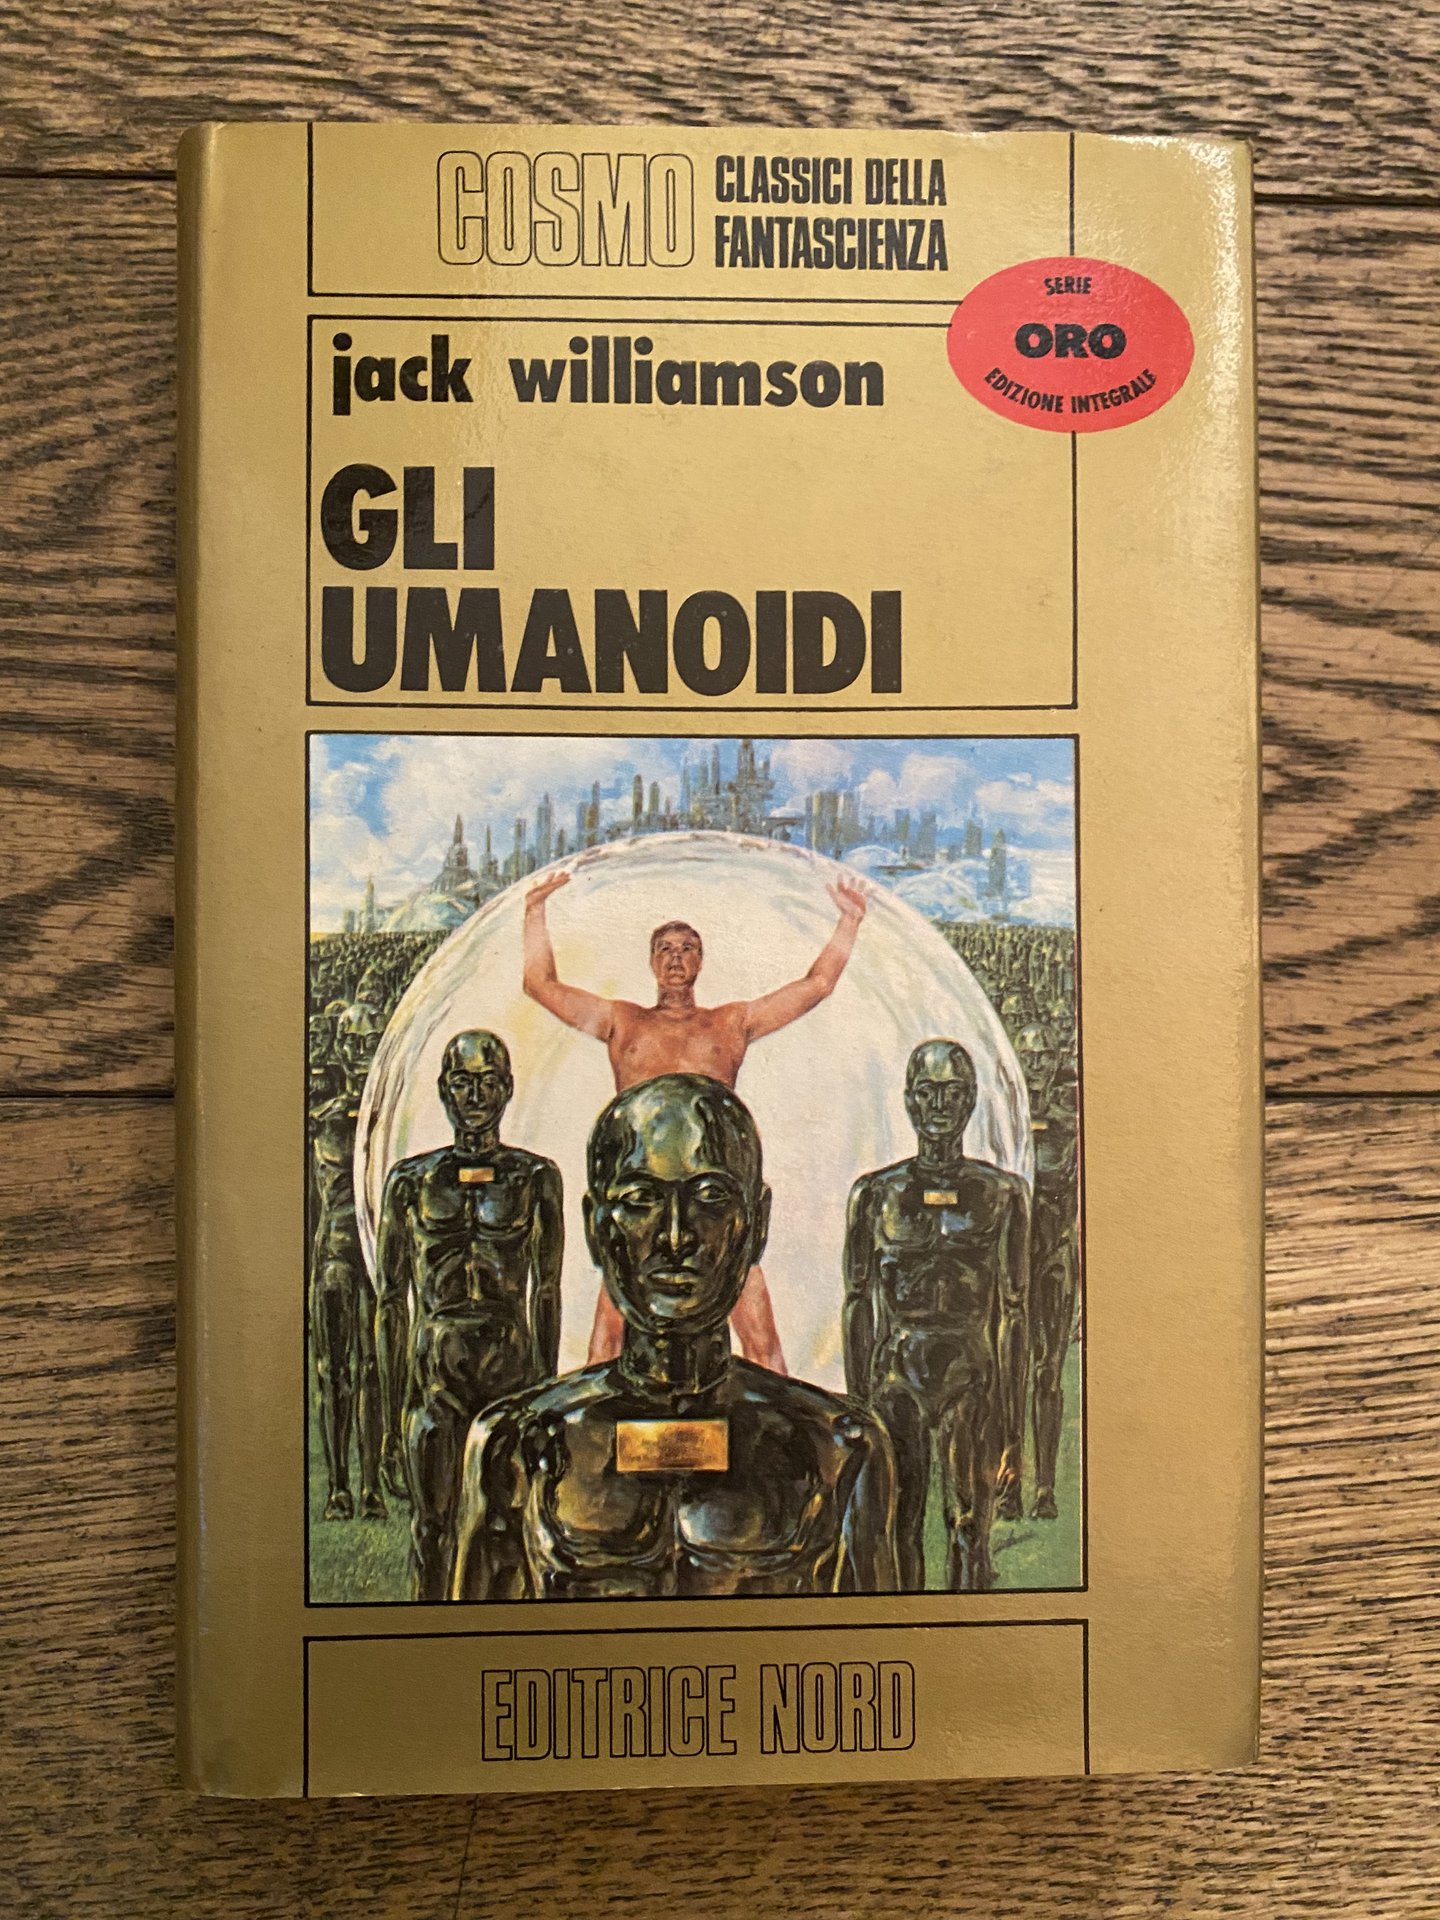 COSMO
CLASSICI DELLA
FANTASCIENZA
SERIE
ORO
EDIZIONE INTEGRALE
jack williamson
GLI
UMANOIDI
EDITRICE NORD